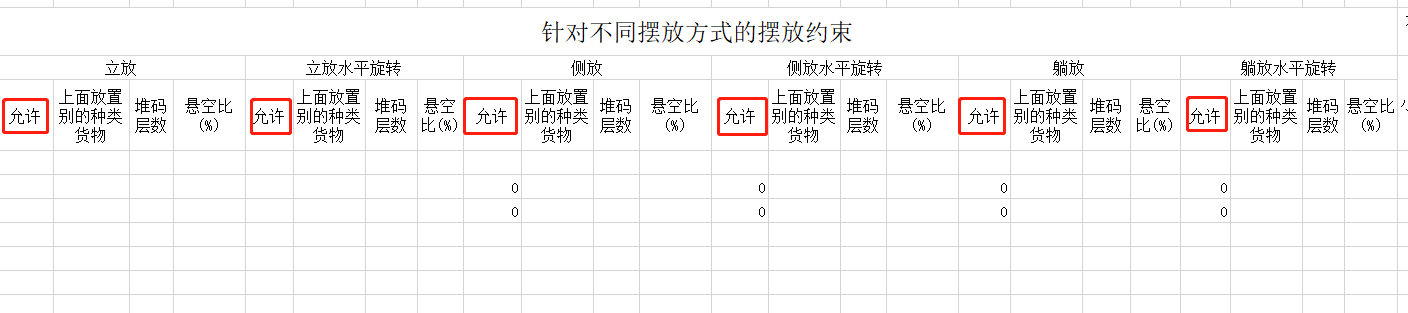 针对不同摆放方式的摆放约束
立放 立放水平旋转 侧放 侧放水平旋转 躺放 躺放水平旋转
允许 上面放置别的种类货物 堆码层数 悬空比(%) 允许 上面放置别的种类货物 堆码层数 悬空比(%) 允许 上面放置别的种类货物 堆码层数 悬空比(%) 允许 上面放置别的种类货物 堆码层数 悬空比(%) 允许 上面放置别的种类货物 堆码层数 悬空比(%) 允许 上面放置别的种类货物 堆码层数 悬空比(%)
0 0 0 0
0 0 0 0